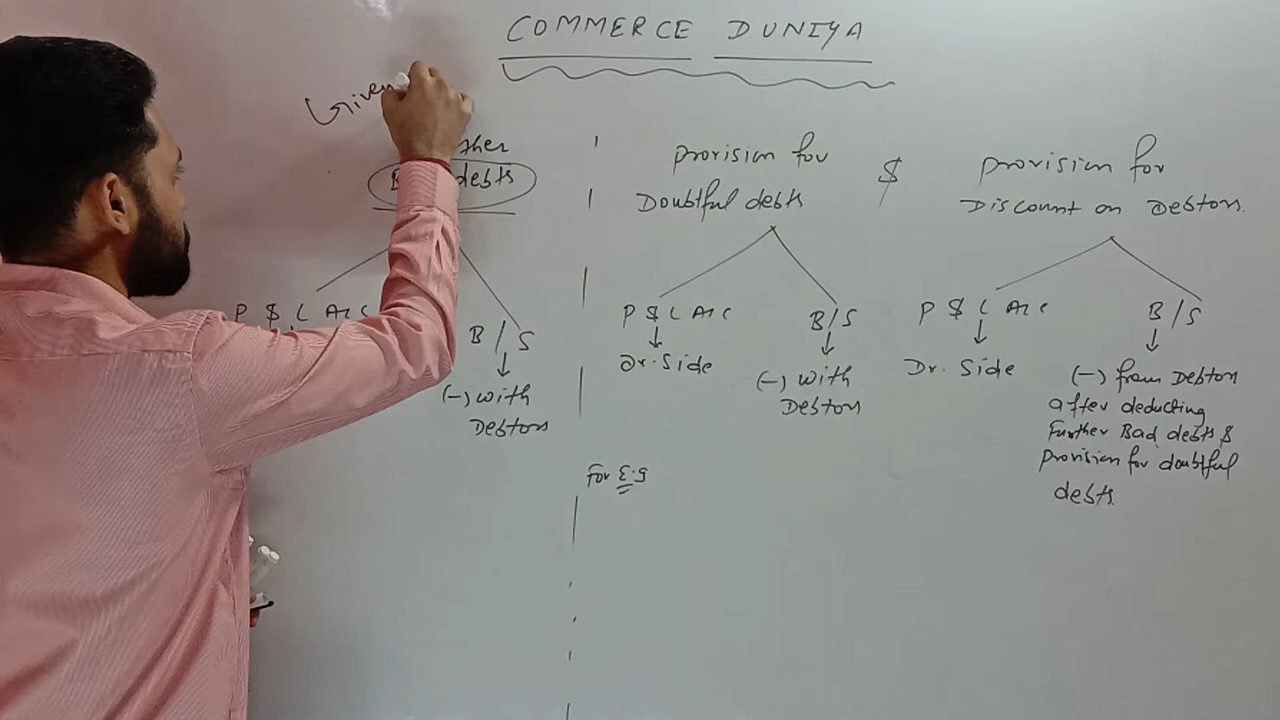 COMMERCE DUNIYA
Given
ther
debts
P $ L A/c
B/S
(-) with
Debtors
Provision for
Doubtful debts
P $ L A/c
Dr. Side
B/S
(-) with
Debtors
$
Provision for
Discount on Debtors.
P $ L A/c
Dr. Side
B/S
(-) from Debtors
after deducting
Further Bad debts &
Provision for doubtful
debts.
For E.g